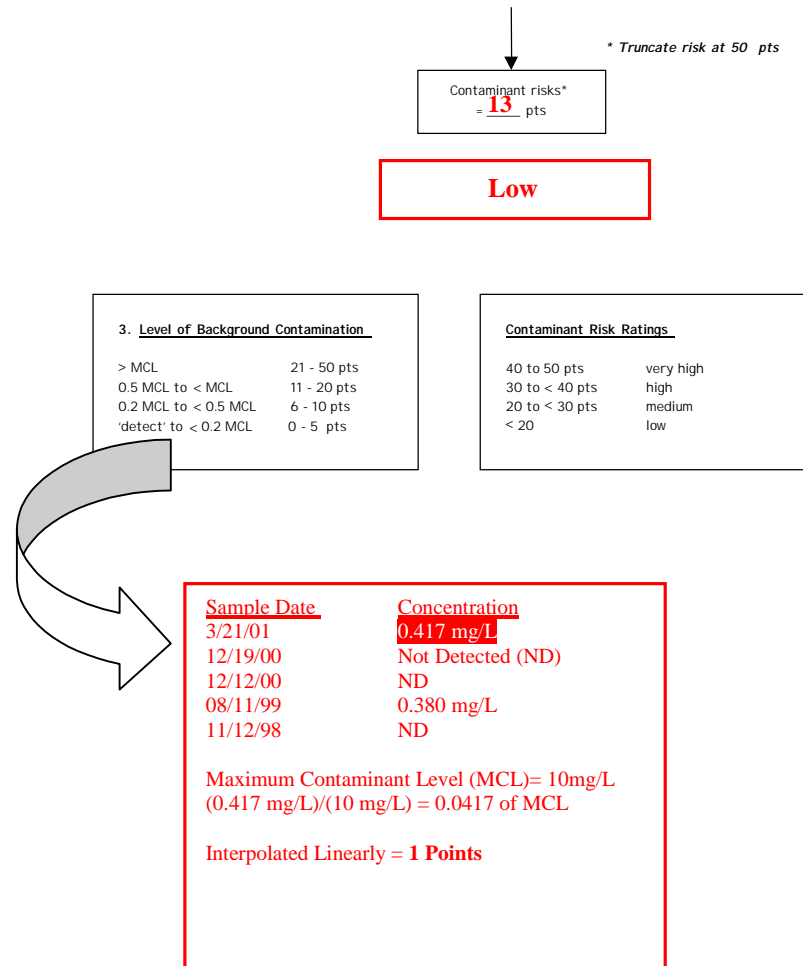 * Truncate risk at 50 pts
Contaminant risks*
= 13 pts
Low
3. Level of Background Contamination
> MCL 21 - 50 pts
0.5 MCL to < MCL 11 - 20 pts
0.2 MCL to < 0.5 MCL 6 - 10 pts
'detect' to < 0.2 MCL 0 - 5 pts
Contaminant Risk Ratings
40 to 50 pts very high
30 to < 40 pts high
20 to < 30 pts medium
< 20 low
Sample Date Concentration
3/21/01 0.417 mg/L
12/19/00 Not Detected (ND)
12/12/00 ND
08/11/99 0.380 mg/L
11/12/98 ND
Maximum Contaminant Level (MCL)= 10mg/L
(0.417 mg/L)/(10 mg/L) = 0.0417 of MCL
Interpolated Linearly = 1 Points